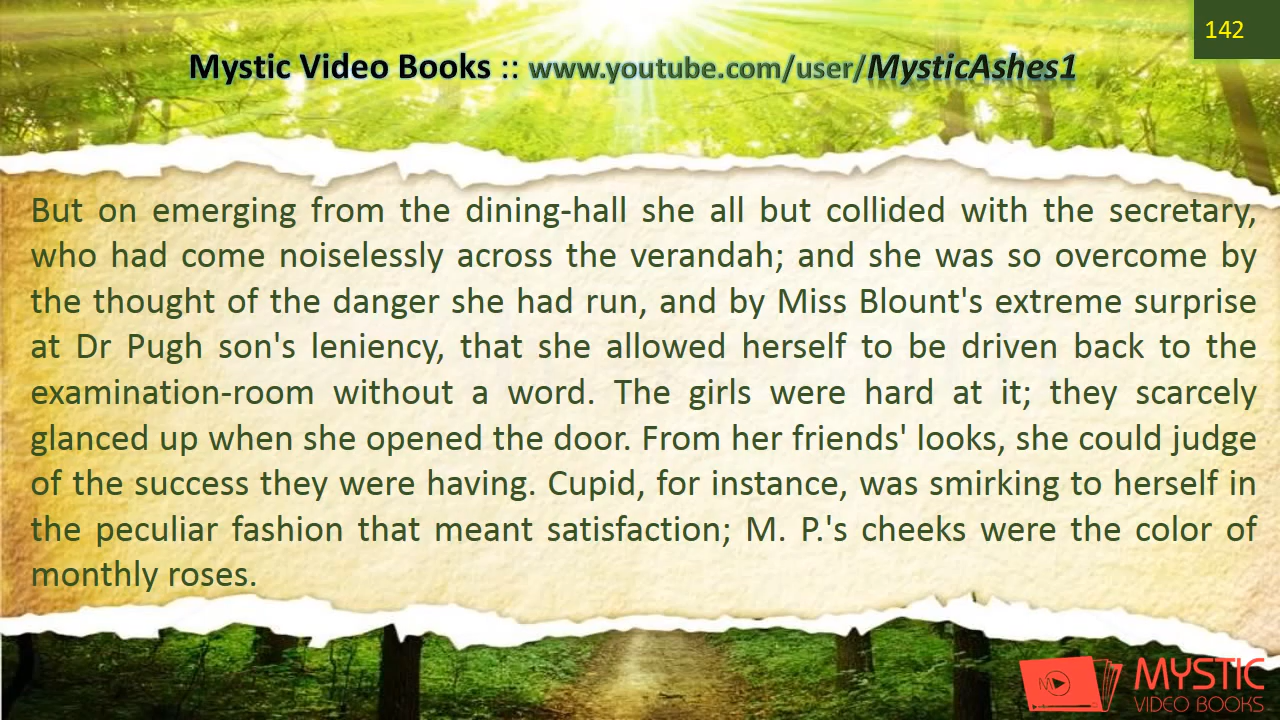 142
Mystic Video Books :: www.youtube.com/user/MysticAshes1
But on emerging from the dining-hall she all but collided with the secretary,
who had come noiselessly across the verandah; and she was so overcome by
the thought of the danger she had run, and by Miss Blount's extreme surprise
at Dr Pugh son's leniency, that she allowed herself to be driven back to the
examination-room without a word. The girls were hard at it; they scarcely
glanced up when she opened the door. From her friends' looks, she could judge
of the success they were having. Cupid, for instance, was smirking to herself in
the peculiar fashion that meant satisfaction; M. P.'s cheeks were the color of
monthly roses.
MYSTIC
VIDEO BOOKS